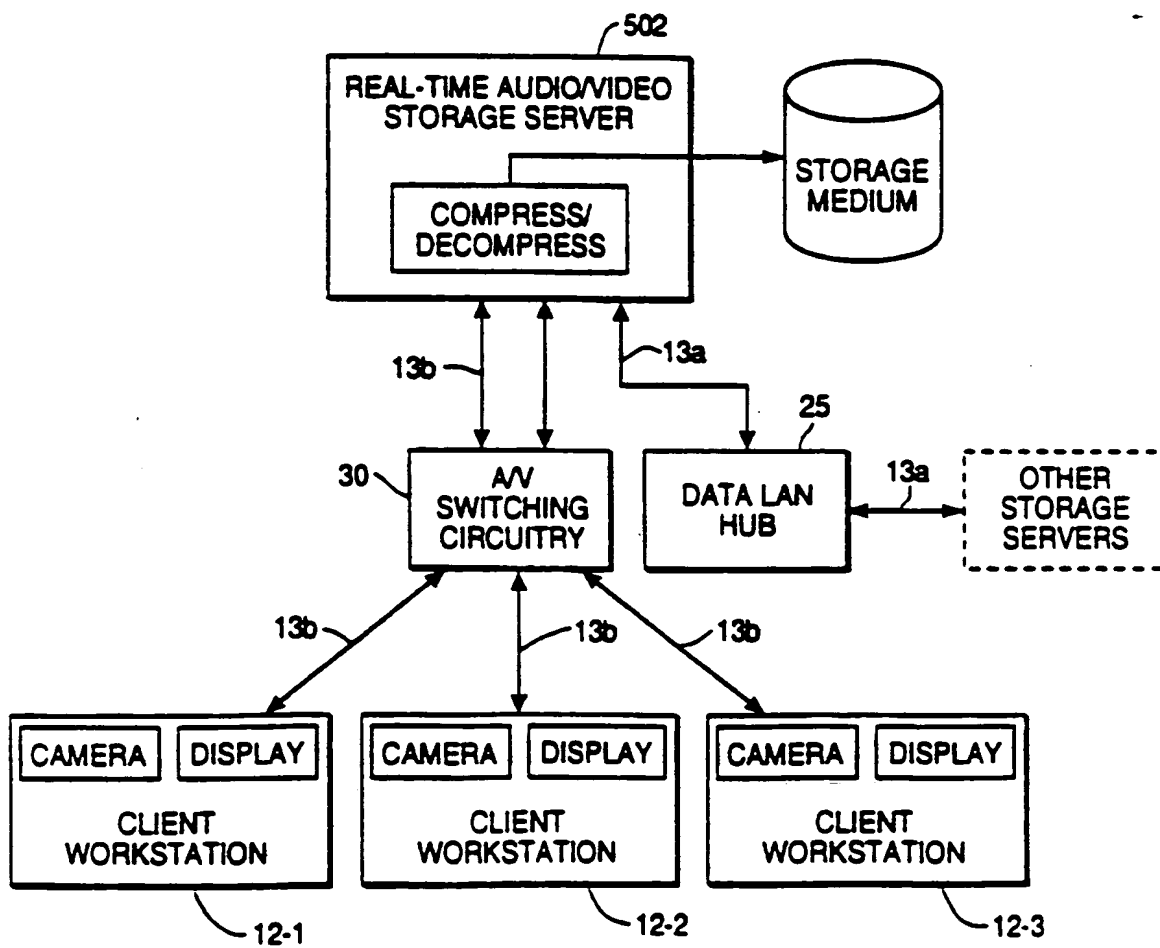 502
REAL-TIME AUDIO/VIDEO
STORAGE SERVER
COMPRESS/
DECOMPRESS
STORAGE
MEDIUM
13b
13a
25
30
A/V
SWITCHING
CIRCUITRY
DATA LAN
HUB
13a
OTHER
STORAGE
SERVERS
13b
13b
13b
CAMERA
DISPLAY
CLIENT
WORKSTATION
CAMERA
DISPLAY
CLIENT
WORKSTATION
CAMERA
DISPLAY
CLIENT
WORKSTATION
12-1
12-2
12-3